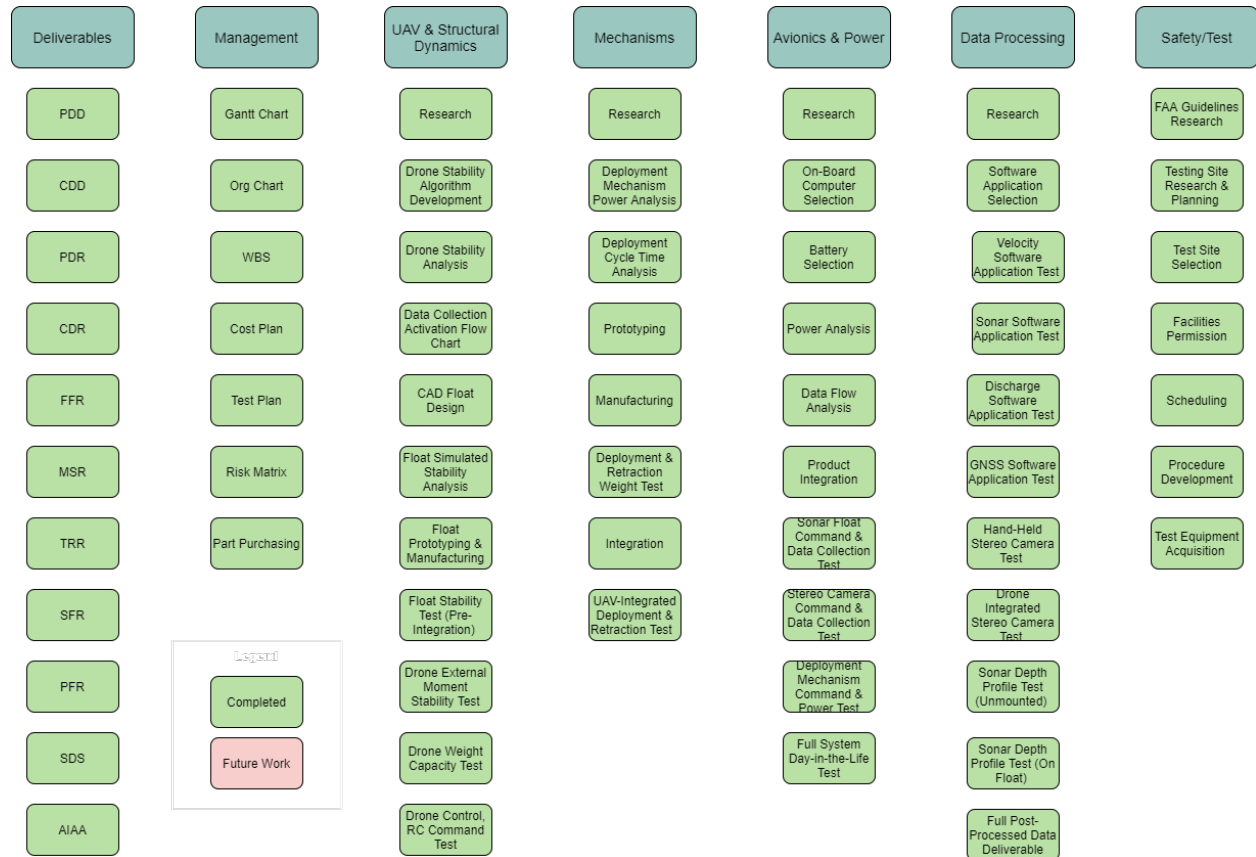 Deliverables
PDD
CDD
PDR
CDR
FFR
MSR
TRR
SFR
PFR
SDS
AIAA
Management
Gantt Chart
Org Chart
WBS
Cost Plan
Test Plan
Risk Matrix
Part Purchasing
Legend
Completed
Future Work
UAV & Structural
Dynamics
Research
Drone Stability
Algorithm
Development
Drone Stability
Analysis
Data Collection
Activation Flow
Chart
CAD Float
Design
Float Simulated
Stability
Analysis
Float
Prototyping &
Manufacturing
Float Stability
Test (Pre-
Integration)
Drone External
Moment
Stability Test
Drone Weight
Capacity Test
Drone Control,
RC Command
Test
Mechanisms
Research
Deployment
Mechanism
Power Analysis
Deployment
Cycle Time
Analysis
Prototyping
Manufacturing
Deployment &
Retraction
Weight Test
Integration
UAV-Integrated
Deployment &
Retraction Test
Avionics & Power
Research
On-Board
Computer
Selection
Battery
Selection
Power Analysis
Data Flow
Analysis
Product
Integration
Sonar Float
Command &
Data Collection
Test
Stereo Camera
Command &
Data Collection
Test
Deployment
Mechanism
Command &
Power Test
Full System
Day-in-the-Life
Test
Data Processing
Research
Software
Application
Selection
Velocity
Software
Application Test
Sonar Software
Application Test
Discharge
Software
Application Test
GNSS Software
Application Test
Hand-Held
Stereo Camera
Test
Drone
Integrated
Stereo Camera
Test
Sonar Depth
Profile Test
(Unmounted)
Sonar Depth
Profile Test (On
Float)
Full Post-
Processed Data
Deliverable
Safety/Test
FAA Guidelines
Research
Testing Site
Research &
Planning
Test Site
Selection
Facilities
Permission
Scheduling
Procedure
Development
Test Equipment
Acquisition